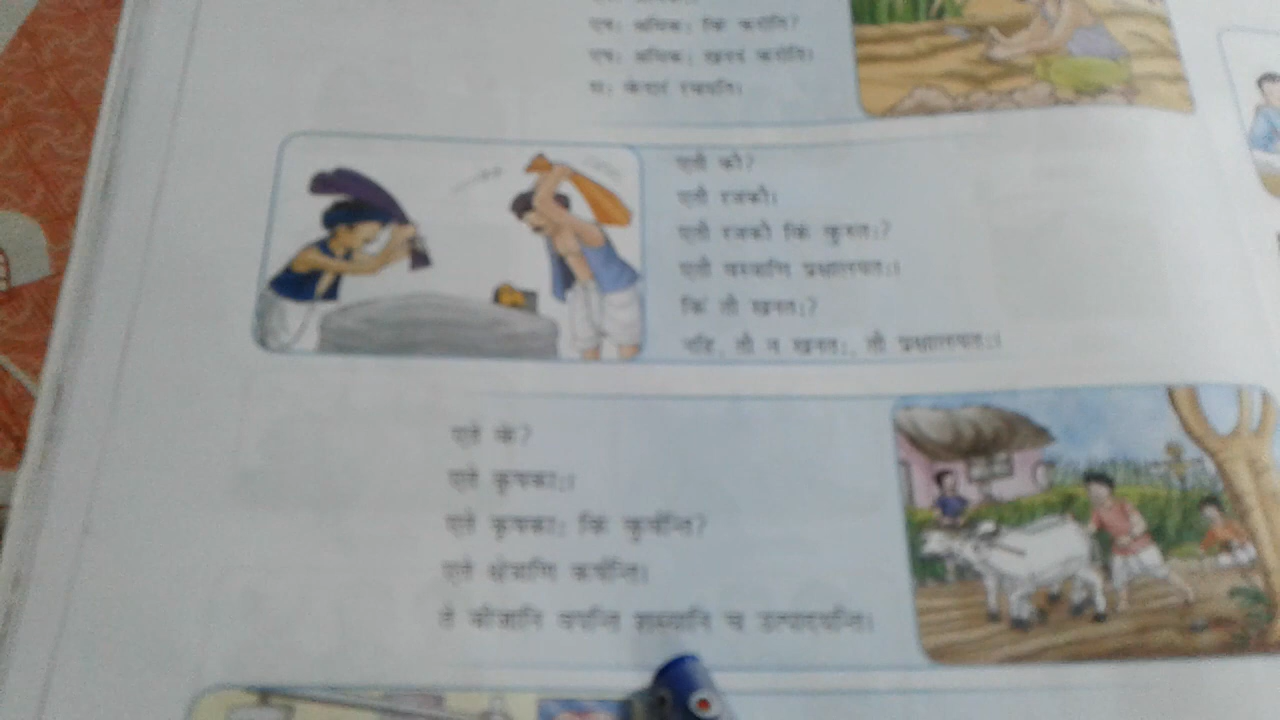 एषः श्रमिकः किं करोति?
एषः श्रमिकः खननं करोति।
सः केदारं रचयति।
एतौ कौ?
एतौ रजकौ।
एतौ रजकौ किं कुरुतः?
एतौ वस्त्राणि प्रक्षालयतः।
किं तौ खनतः?
नहि, तौ न खनतः, तौ प्रक्षालयतः।
एते के?
एते कृषकाः।
एते कृषकाः किं कुर्वन्ति?
एते क्षेत्राणि कर्षन्ति।
ते बीजानि वपन्ति शस्यानि च उत्पादयन्ति।